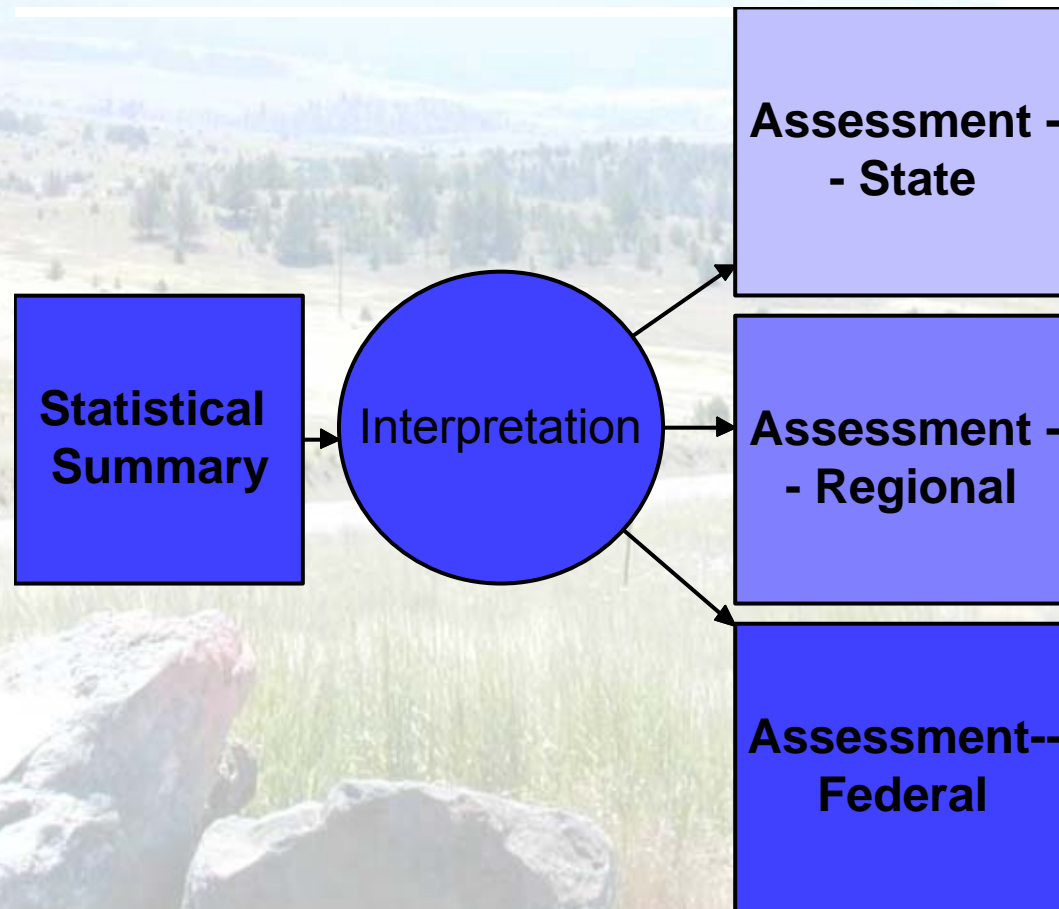 Statistical
Summary
Interpretation
Assessment -
- State
Assessment -
- Regional
Assessment--
Federal